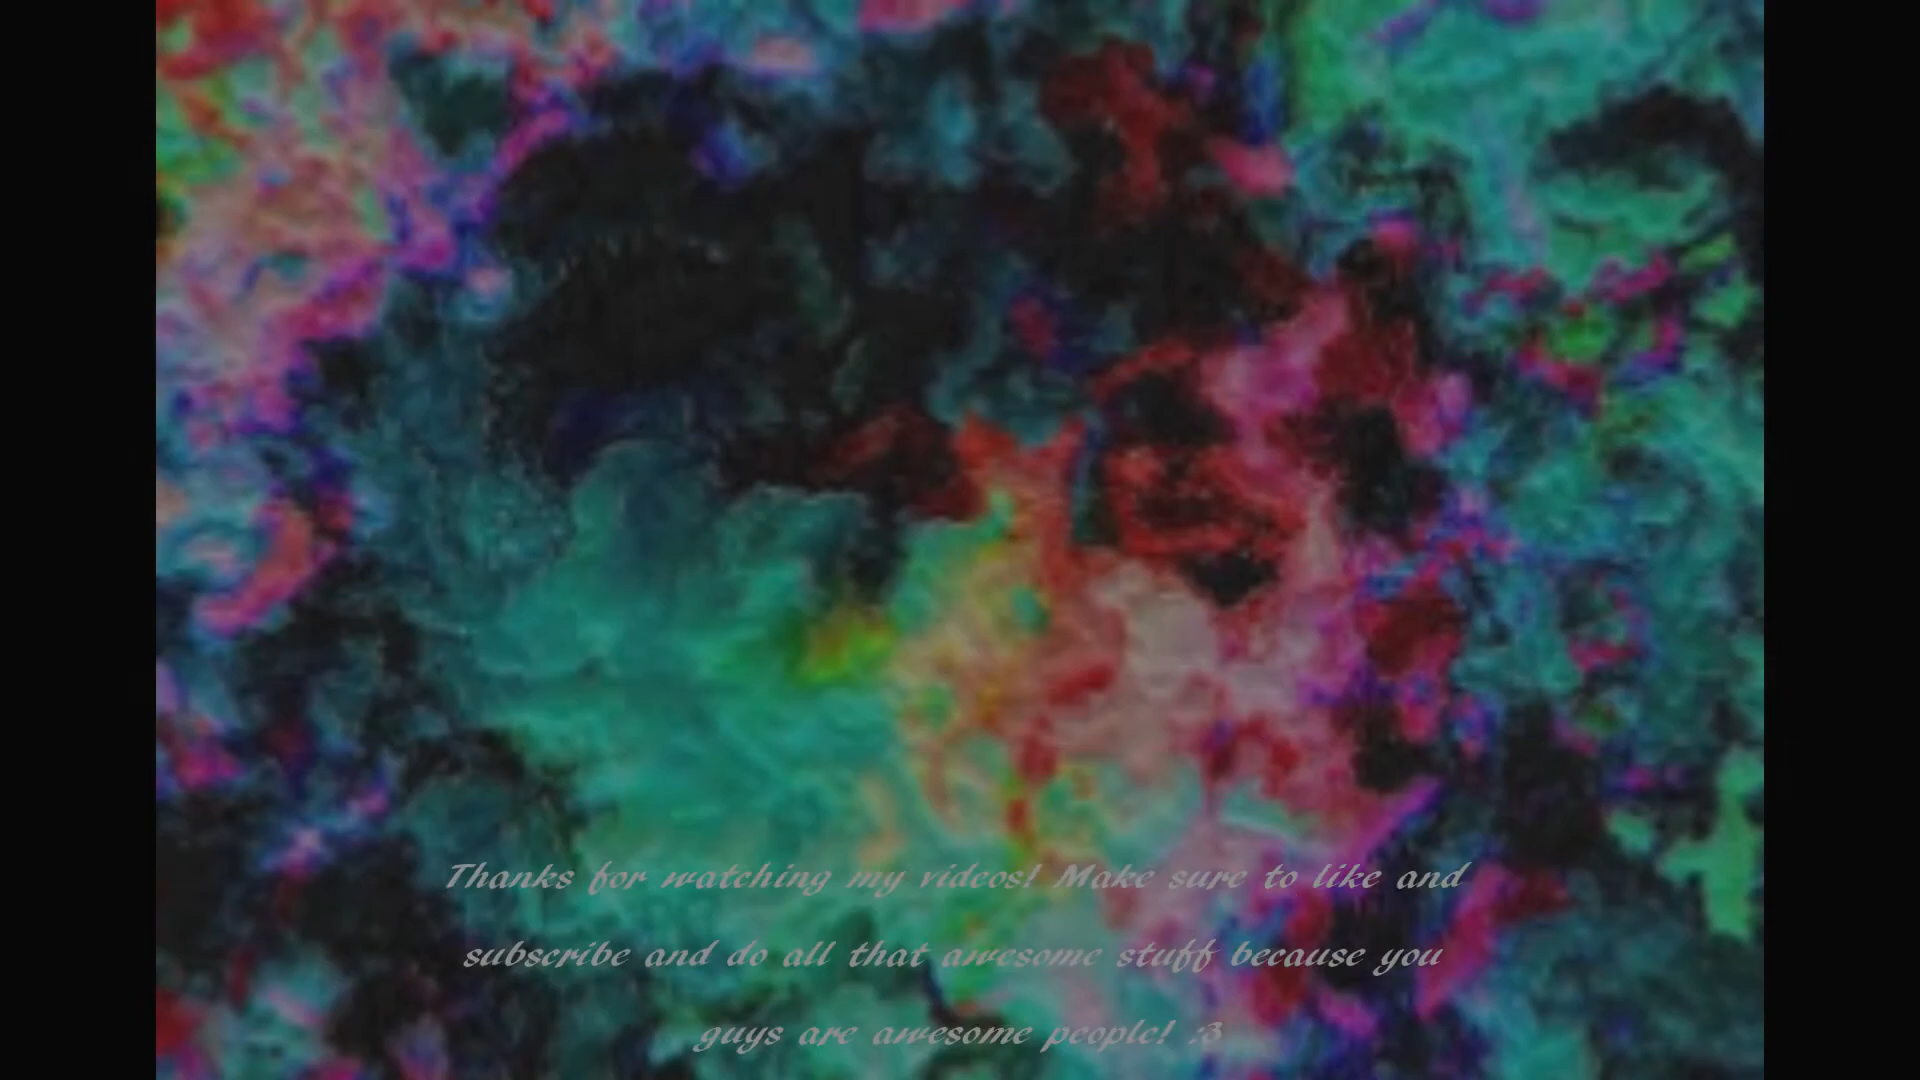 Thanks for watching my videos! Make sure to like and
subscribe and do all that awesome stuff because you
guys are awesome people! :3